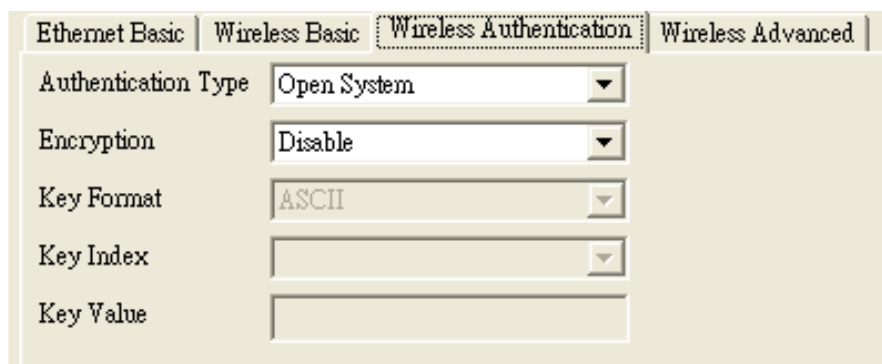 Ethernet Basic Wireless Basic Wireless Authentication Wireless Advanced
Authentication Type Open System
Encryption Disable
Key Format ASCII
Key Index
Key Value